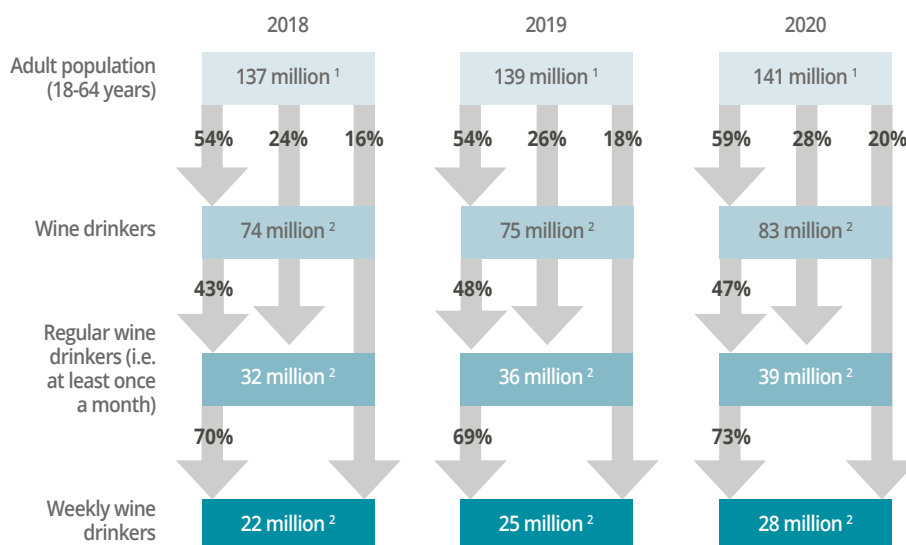 2018 2019 2020
Adult population
(18-64 years)
137 million ¹ 139 million ¹ 141 million ¹
54% 24% 16% 54% 26% 18% 59% 28% 20%
Wine drinkers
74 million ² 75 million ² 83 million ²
43% 48% 47%
Regular wine
drinkers (i.e.
at least once
a month)
32 million ² 36 million ² 39 million ²
70% 69% 73%
Weekly wine
drinkers
22 million ² 25 million ² 28 million ²